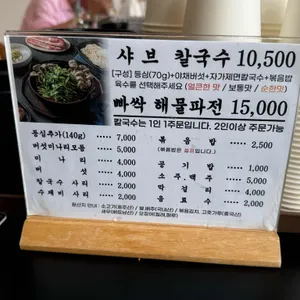 샤브 칼국수 10,500
[구성] 등심(70g)+야채버섯+자가제면칼국수+볶음밥
육수를 선택해주세요 (얼큰한 맛 / 보통맛 / 순한맛)
빠싹 해물파전 15,000
칼국수는 1인 1주문입니다. 2인이상 주문가능
등심추가(140g) 7,000
버섯미나리모듬 5,000
미나리 4,000
버섯 4,000
칼국수 사리 2,000
수제비 사리 2,000
볶음밥 2,500
공기밥 1,000
소주.맥주 5,000
막걸리 4,000
음료수 2,000